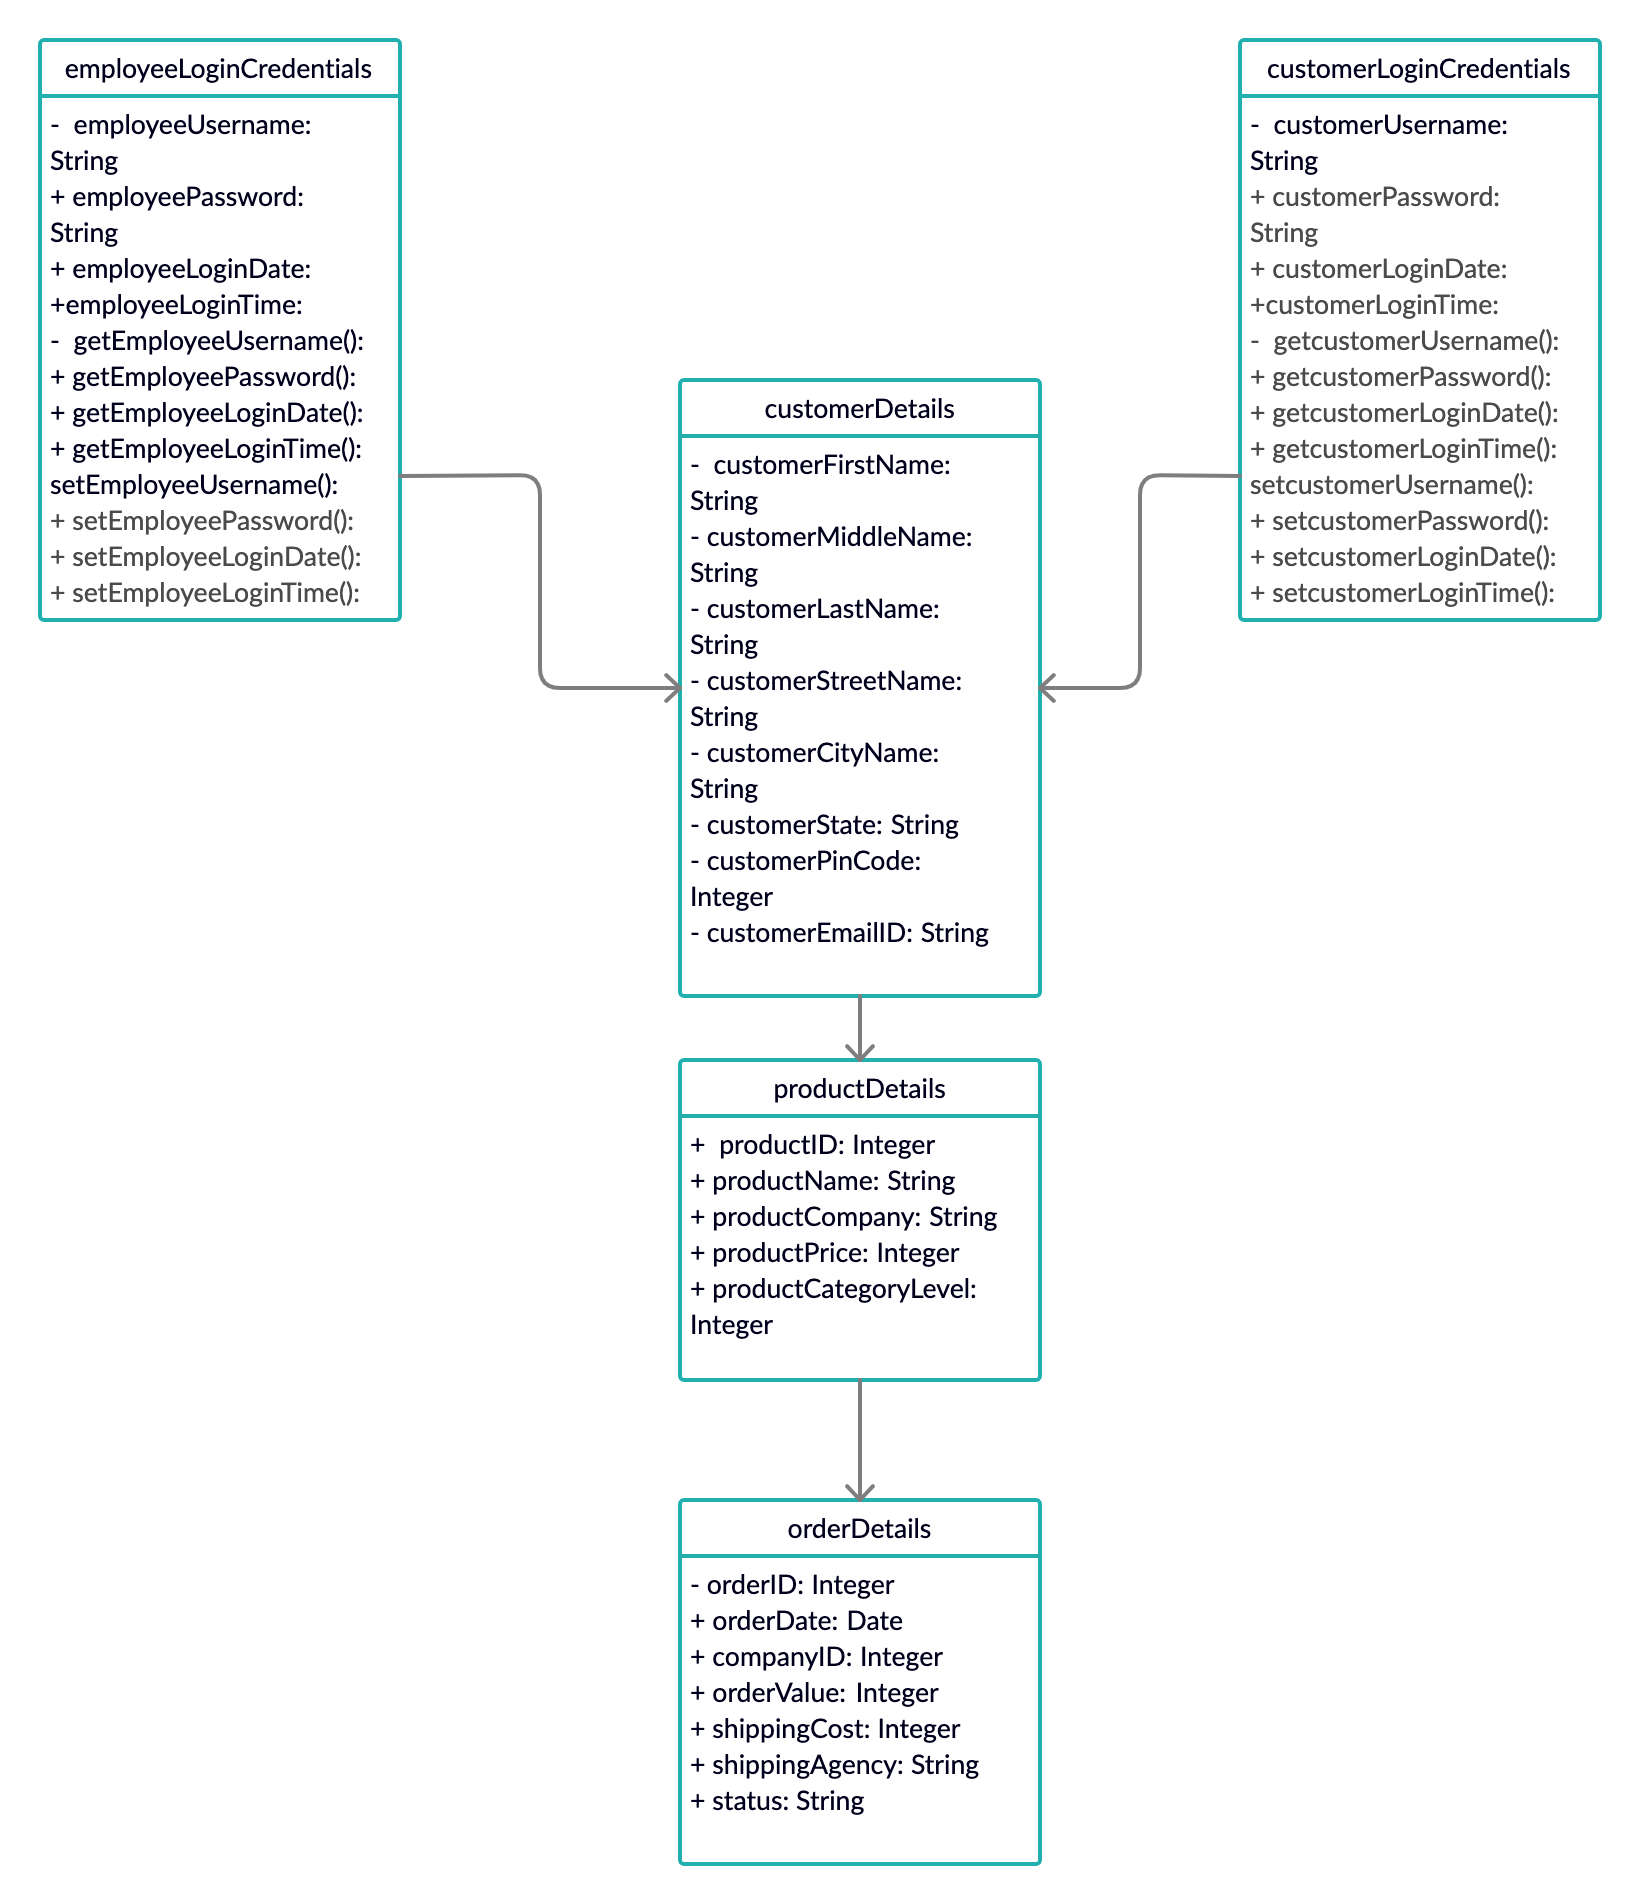 employeeLoginCredentials
-  employeeUsername:
String
+ employeePassword:
String
+ employeeLoginDate:
+employeeLoginTime:
-  getEmployeeUsername():
+ getEmployeePassword():
+ getEmployeeLoginDate():
+ getEmployeeLoginTime():
setEmployeeUsername():
+ setEmployeePassword():
+ setEmployeeLoginDate():
+ setEmployeeLoginTime():
customerLoginCredentials
-  customerUsername:
String
+ customerPassword:
String
+ customerLoginDate:
+customerLoginTime:
-  getcustomerUsername():
+ getcustomerPassword():
+ getcustomerLoginDate():
+ getcustomerLoginTime():
setcustomerUsername():
+ setcustomerPassword():
+ setcustomerLoginDate():
+ setcustomerLoginTime():
customerDetails
-  customerFirstName:
String
- customerMiddleName:
String
- customerLastName:
String
- customerStreetName:
String
- customerCityName:
String
- customerState: String
- customerPinCode:
Integer
- customerEmailID: String
productDetails
+  productID: Integer
+ productName: String
+ productCompany: String
+ productPrice: Integer
+ productCategoryLevel:
Integer
orderDetails
- orderID: Integer
+ orderDate: Date
+ companyID: Integer
+ orderValue: Integer
+ shippingCost: Integer
+ shippingAgency: String
+ status: String